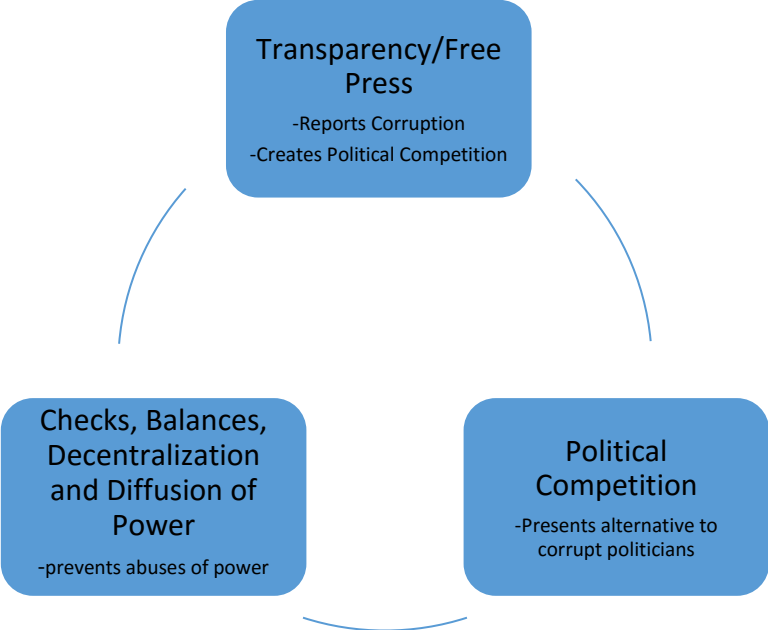 Transparency/Free
Press
-Reports Corruption
-Creates Political Competition
Checks, Balances,
Decentralization
and Diffusion of
Power
-prevents abuses of power
Political
Competition
-Presents alternative to
corrupt politicians